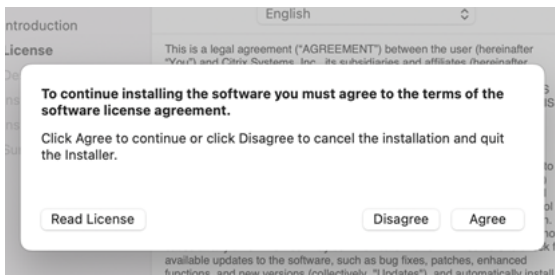 English
ntroduction
License
This is a legal agreement ("AGREEMENT") between the user (hereinafter
"You") and Citrix Systems, Inc., its subsidiaries and affiliates (hereinafter
To continue installing the software you must agree to the terms of the
software license agreement.
Click Agree to continue or click Disagree to cancel the installation and quit
the Installer.
Read License
Disagree
Agree
available updates to the software, such as bug fixes, patches, enhanced
functions, and new versions (collectively, "Updates"), and automatically install